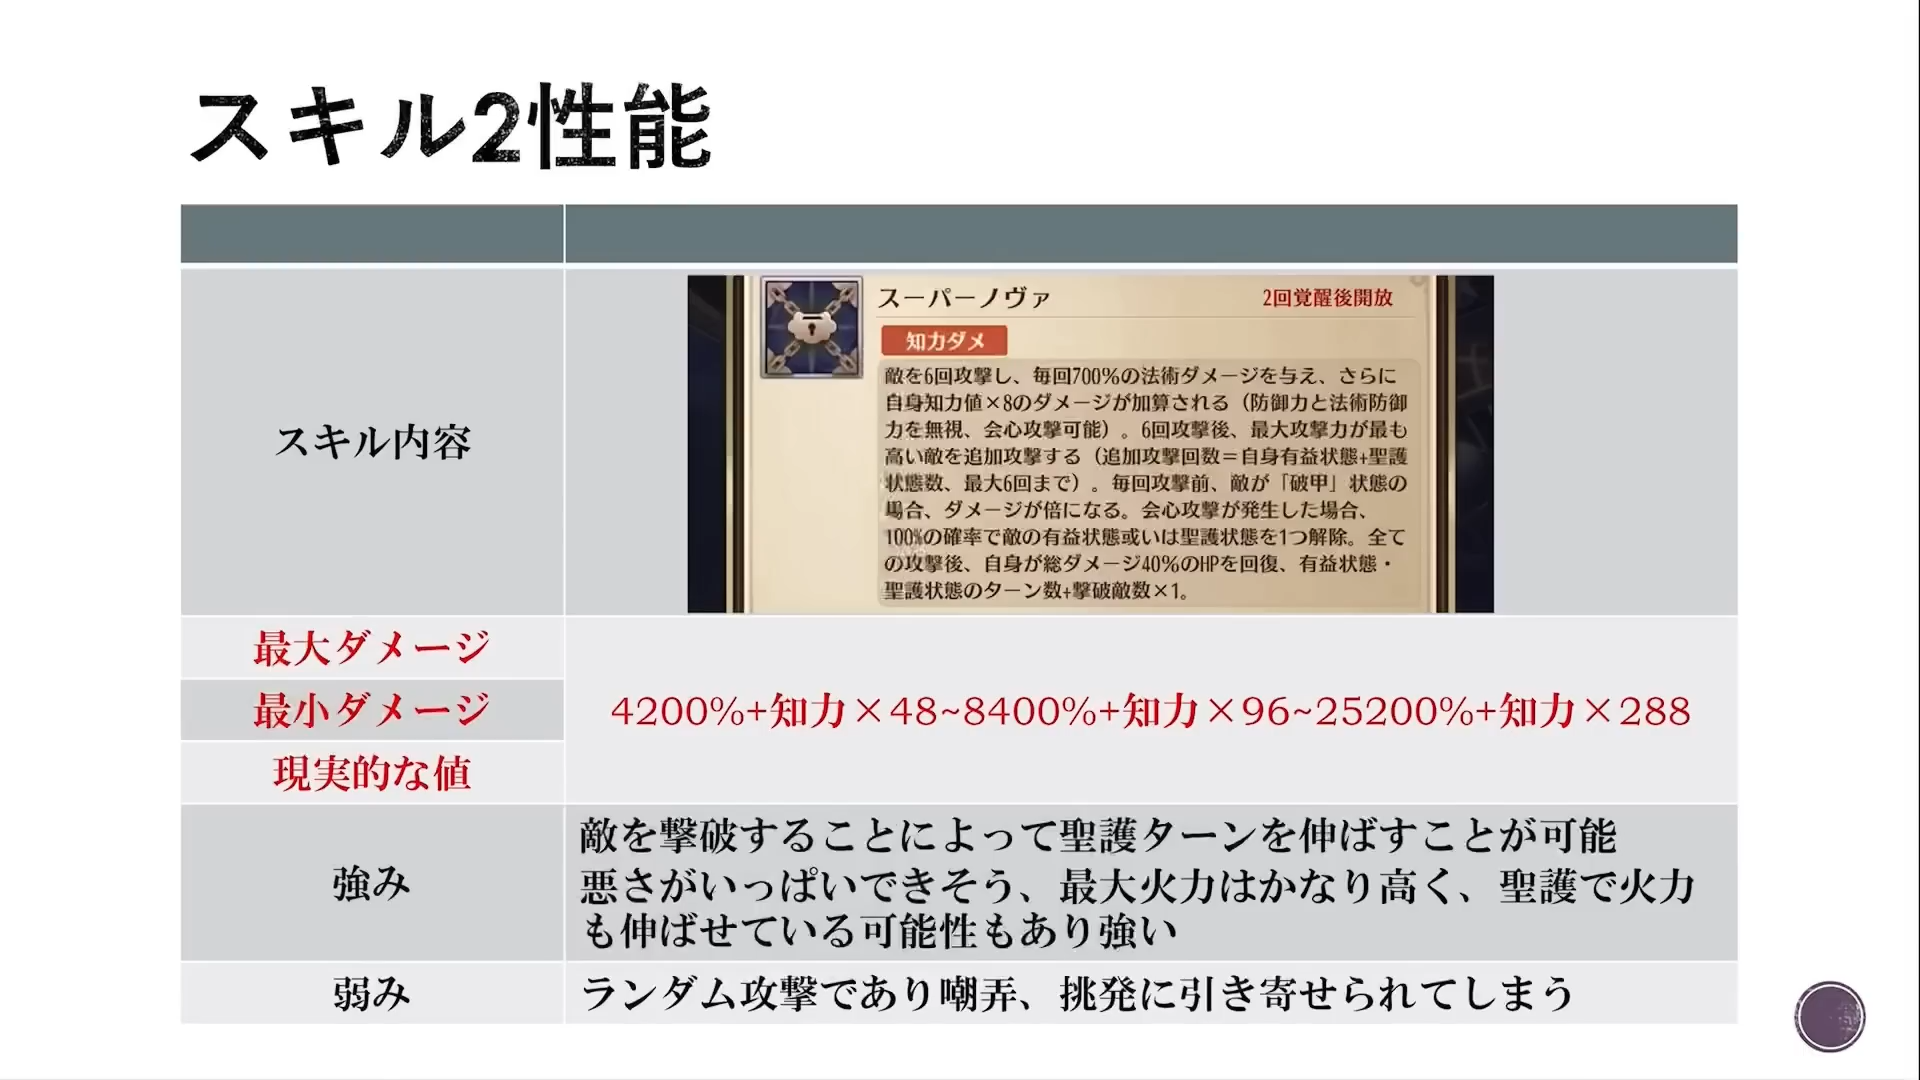 スキル2性能
スキル内容
スーパーノヴァ
2回覚醒後開放
知力ダメ
敵を6回攻撃し、毎回700%の法術ダメージを与え、さらに
自身知力値×8のダメージが加算される（防御力と法術防御
力を無視、会心攻撃可能）。6回攻撃後、最大攻撃力が最も
高い敵を追加攻撃する（追加攻撃回数＝自身有益状態+聖護
状態数、最大6回まで）。毎回攻撃前、敵が「破甲」状態の
場合、ダメージが倍になる。会心攻撃が発生した場合、
100%の確率で敵の有益状態或いは聖護状態を1つ解除。全て
の攻撃後、自身が総ダメージ40%のHPを回復、有益状態・
聖護状態のターン数+撃破敵数×1。
最大ダメージ
最小ダメージ
現実的な値
4200%+知力×48~8400%+知力×96~25200%+知力×288
強み
敵を撃破することによって聖護ターンを伸ばすことが可能
悪さがいっぱいできそう、最大火力はかなり高く、聖護で火力
も伸ばせている可能性もあり強い
弱み
ランダム攻撃であり嘲弄、挑発に引き寄せられてしまう